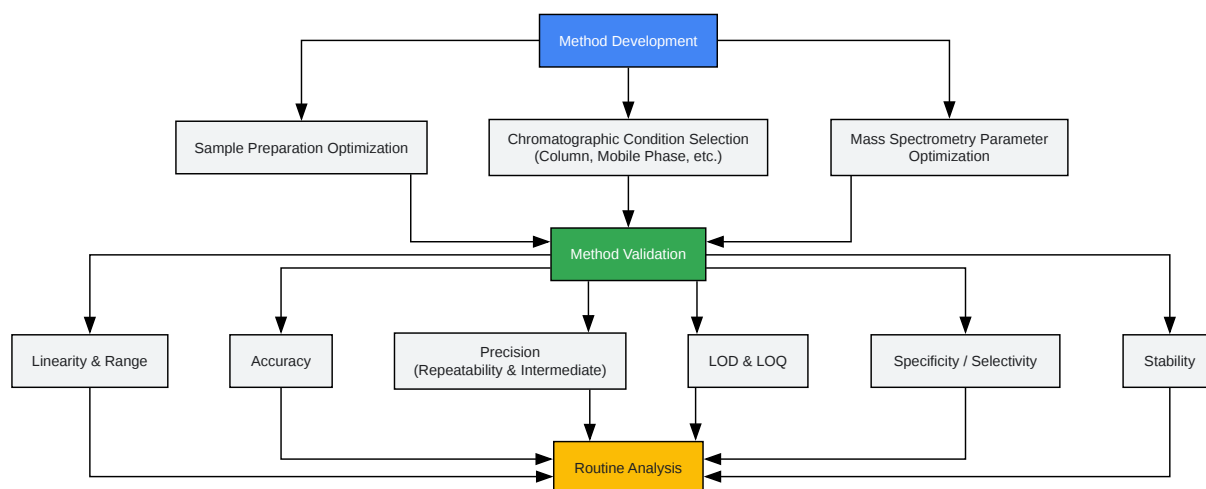 Method Development
Sample Preparation Optimization
Chromatographic Condition Selection
(Column, Mobile Phase, etc.)
Mass Spectrometry Parameter
Optimization
Method Validation
Linearity & Range
Accuracy
Precision
(Repeatability & Intermediate)
LOD & LOQ
Specificity / Selectivity
Stability
Routine Analysis